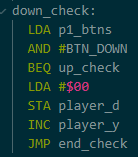 down_check:
LDA p1_btns
AND #BTN_DOWN
BEQ up_check
LDA #$00
STA player_d
INC player_y
JMP end_check